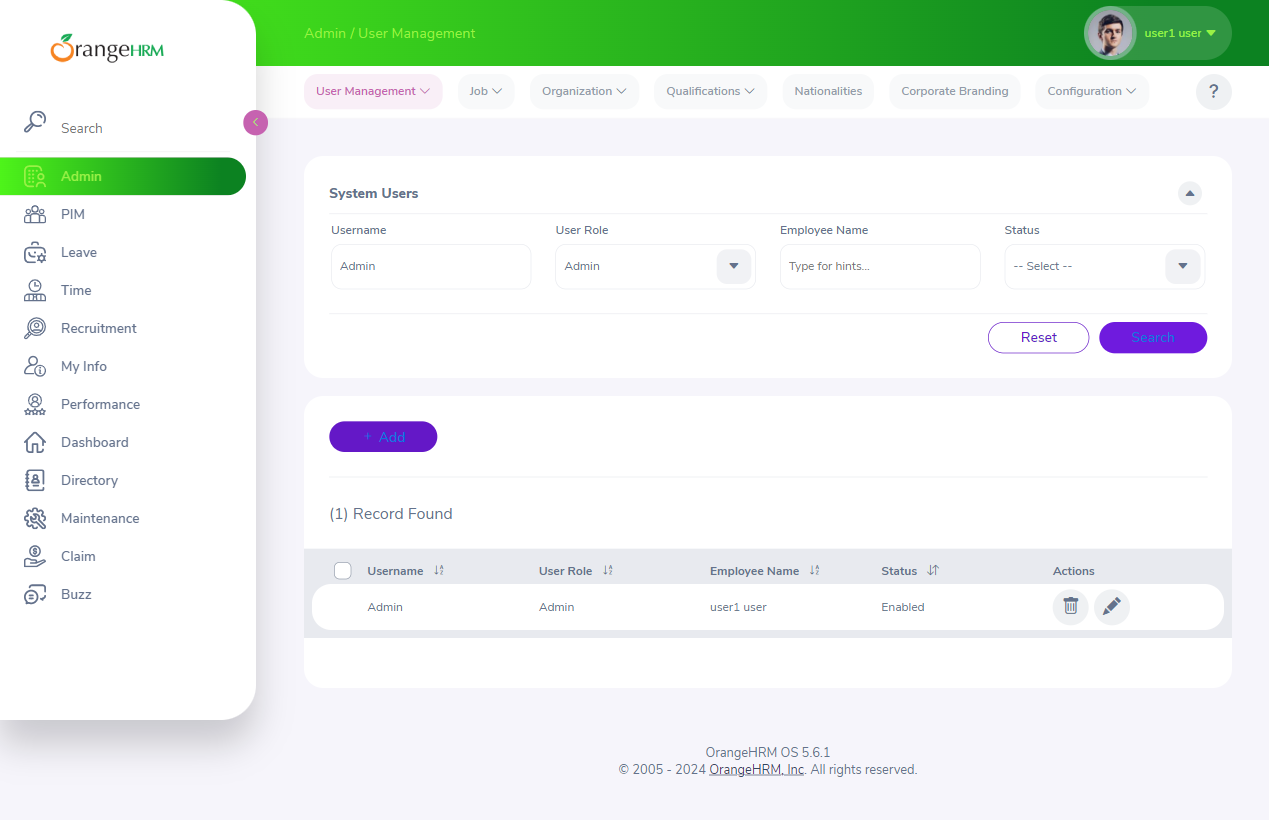 OrangeHRM
Search
Admin
PIM
Leave
Time
Recruitment
My Info
Performance
Dashboard
Directory
Maintenance
Claim
Buzz
Admin / User Management
user1 user
User Management
Job
Organization
Qualifications
Nationalities
Corporate Branding
Configuration
?
System Users
Username
User Role
Employee Name
Status
Admin
Admin
Type for hints...
-- Select --
Reset
Search
+ Add
(1) Record Found
Username
User Role
Employee Name
Status
Actions
Admin
Admin
user1 user
Enabled
OrangeHRM OS 5.6.1
© 2005 - 2024 OrangeHRM, Inc. All rights reserved.